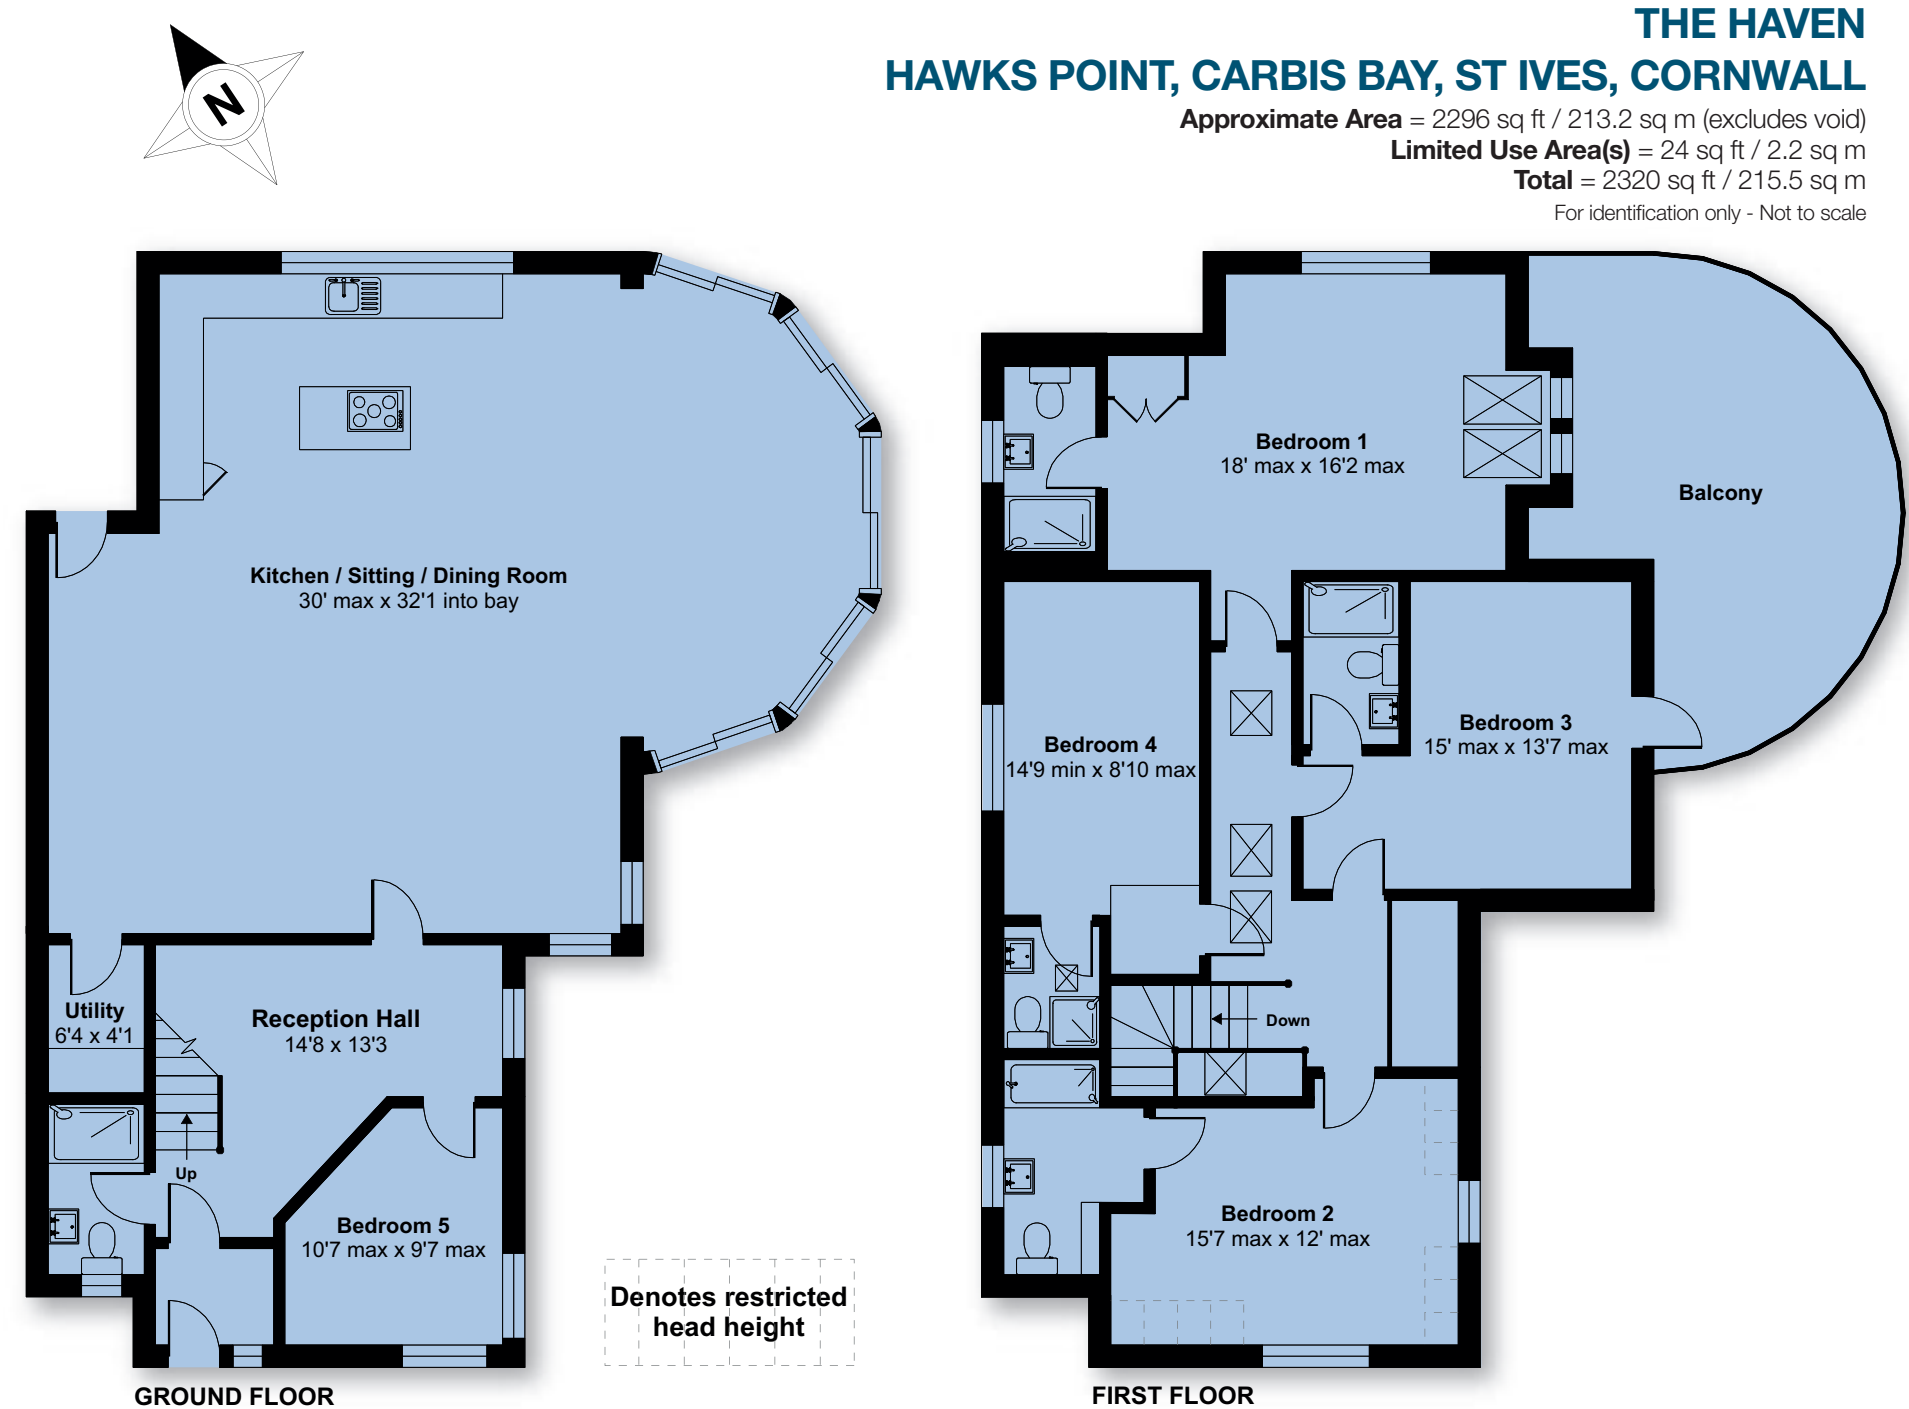 THE HAVEN
HAWKS POINT, CARBIS BAY, ST IVES, CORNWALL
Approximate Area = 2296 sq ft / 213.2 sq m (excludes void)
Limited Use Area(s) = 24 sq ft / 2.2 sq m
Total = 2320 sq ft / 215.5 sq m
For identification only - Not to scale
N
Kitchen / Sitting / Dining Room
30' max x 32'1 into bay
Utility
6'4 x 4'1
Reception Hall
14'8 x 13'3
Up
Bedroom 5
10'7 max x 9'7 max
Denotes restricted
head height
GROUND FLOOR
Bedroom 1
18' max x 16'2 max
Balcony
Bedroom 3
15' max x 13'7 max
Bedroom 4
14'9 min x 8'10 max
Down
Bedroom 2
15'7 max x 12' max
FIRST FLOOR